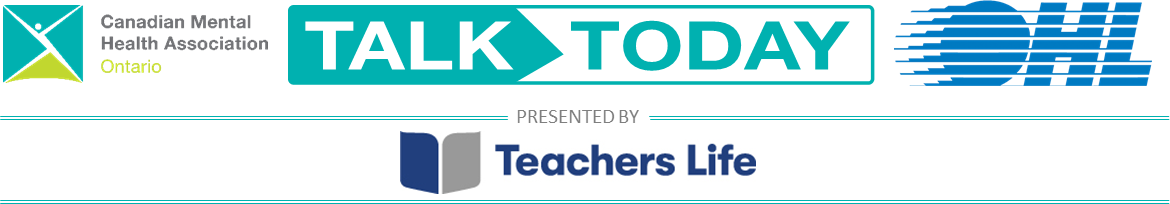 Canadian Mental
Health Association
Ontario
TALK TODAY
OHL
PRESENTED BY
Teachers Life